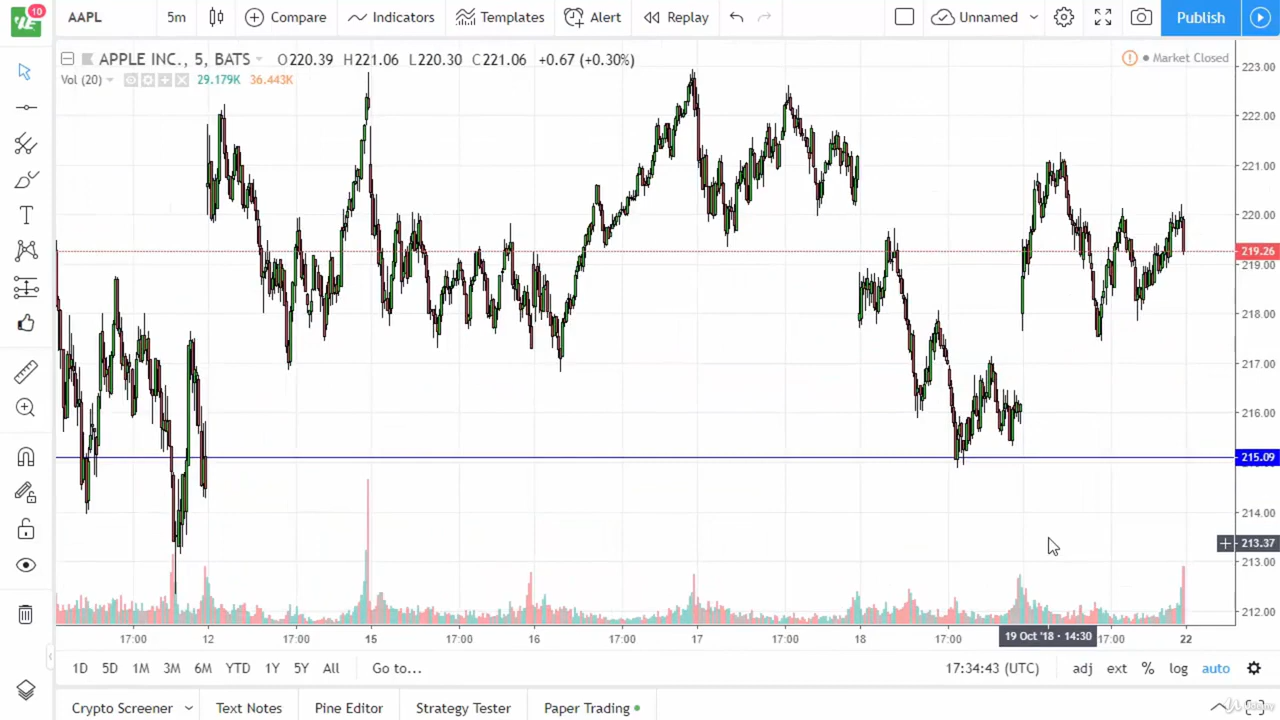 10
AAPL 5m Compare Indicators Templates Alert Replay Unnamed Publish
APPLE INC., 5, BATS O220.39 H221.06 L220.30 C221.06 +0.67 (+0.30%) Market Closed
Vol (20) 29.179K 36.443K
223.00
222.00
221.00
220.00
219.26
219.00
218.00
217.00
216.00
215.09
214.00
213.37
213.00
212.00
17:00 12 17:00 15 17:00 16 17:00 17 17:00 18 17:00 19 Oct '18 · 14:30 17:00 22
1D 5D 1M 3M 6M YTD 1Y 5Y All Go to... 17:34:43 (UTC) adj ext % log auto
Crypto Screener Text Notes Pine Editor Strategy Tester Paper Trading